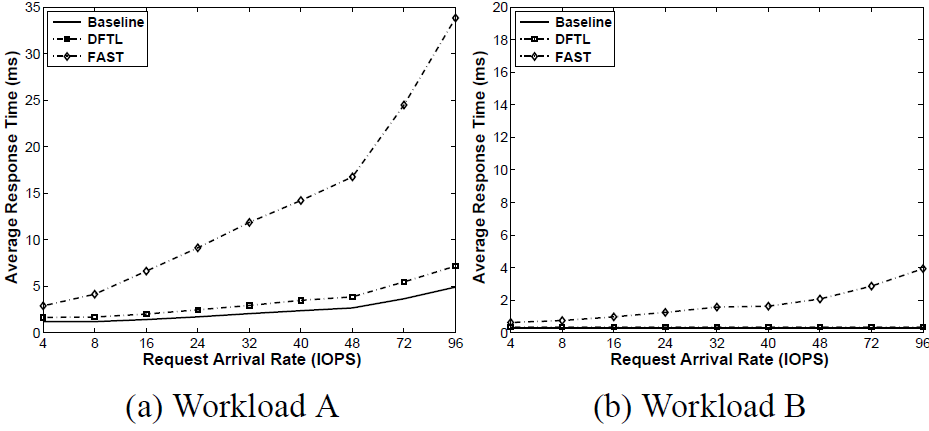 35
30
25
20
15
10
5
0
Average Response Time (ms)
Baseline
DFTL
FAST
4 8 16 24 32 40 48 72 96
Request Arrival Rate (IOPS)
(a) Workload A
20
18
16
14
12
10
8
6
4
2
0
Average Response Time (ms)
Baseline
DFTL
FAST
4 8 16 24 32 40 48 72 96
Request Arrival Rate (IOPS)
(b) Workload B